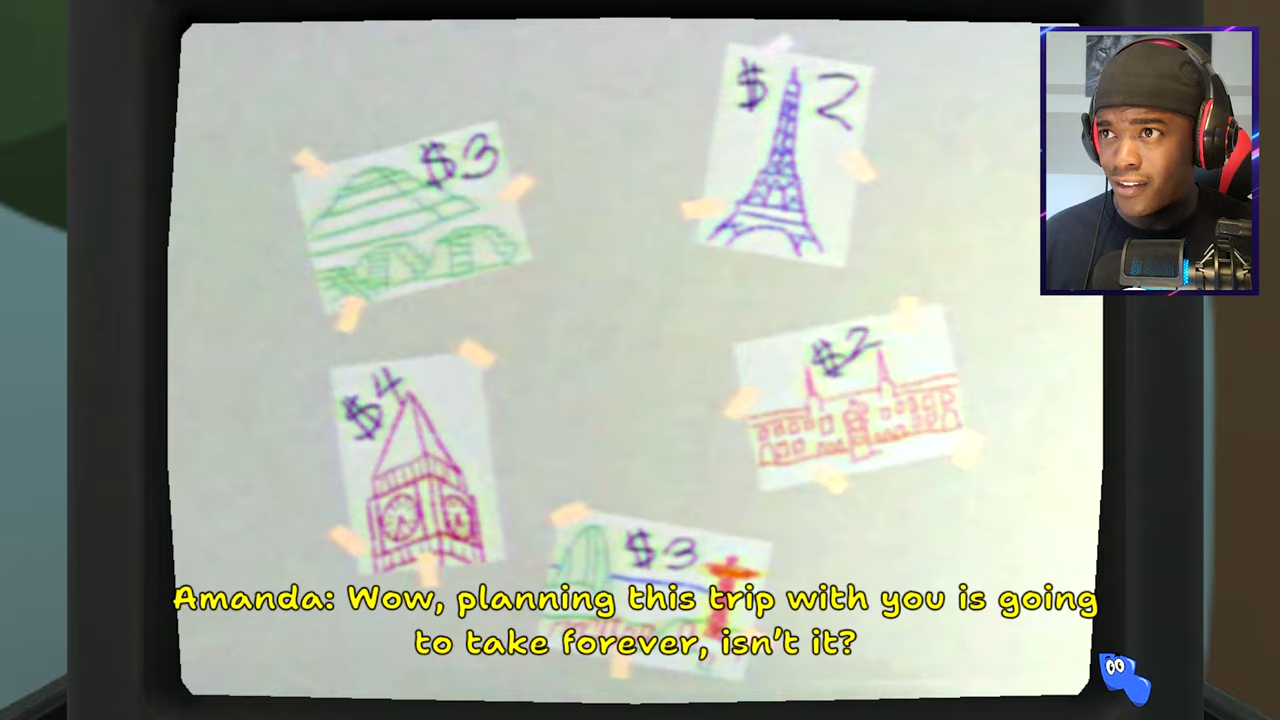 $3
$2
$4
$2
$3
Amanda: Wow, planning this trip with you is going
to take forever, isn't it?